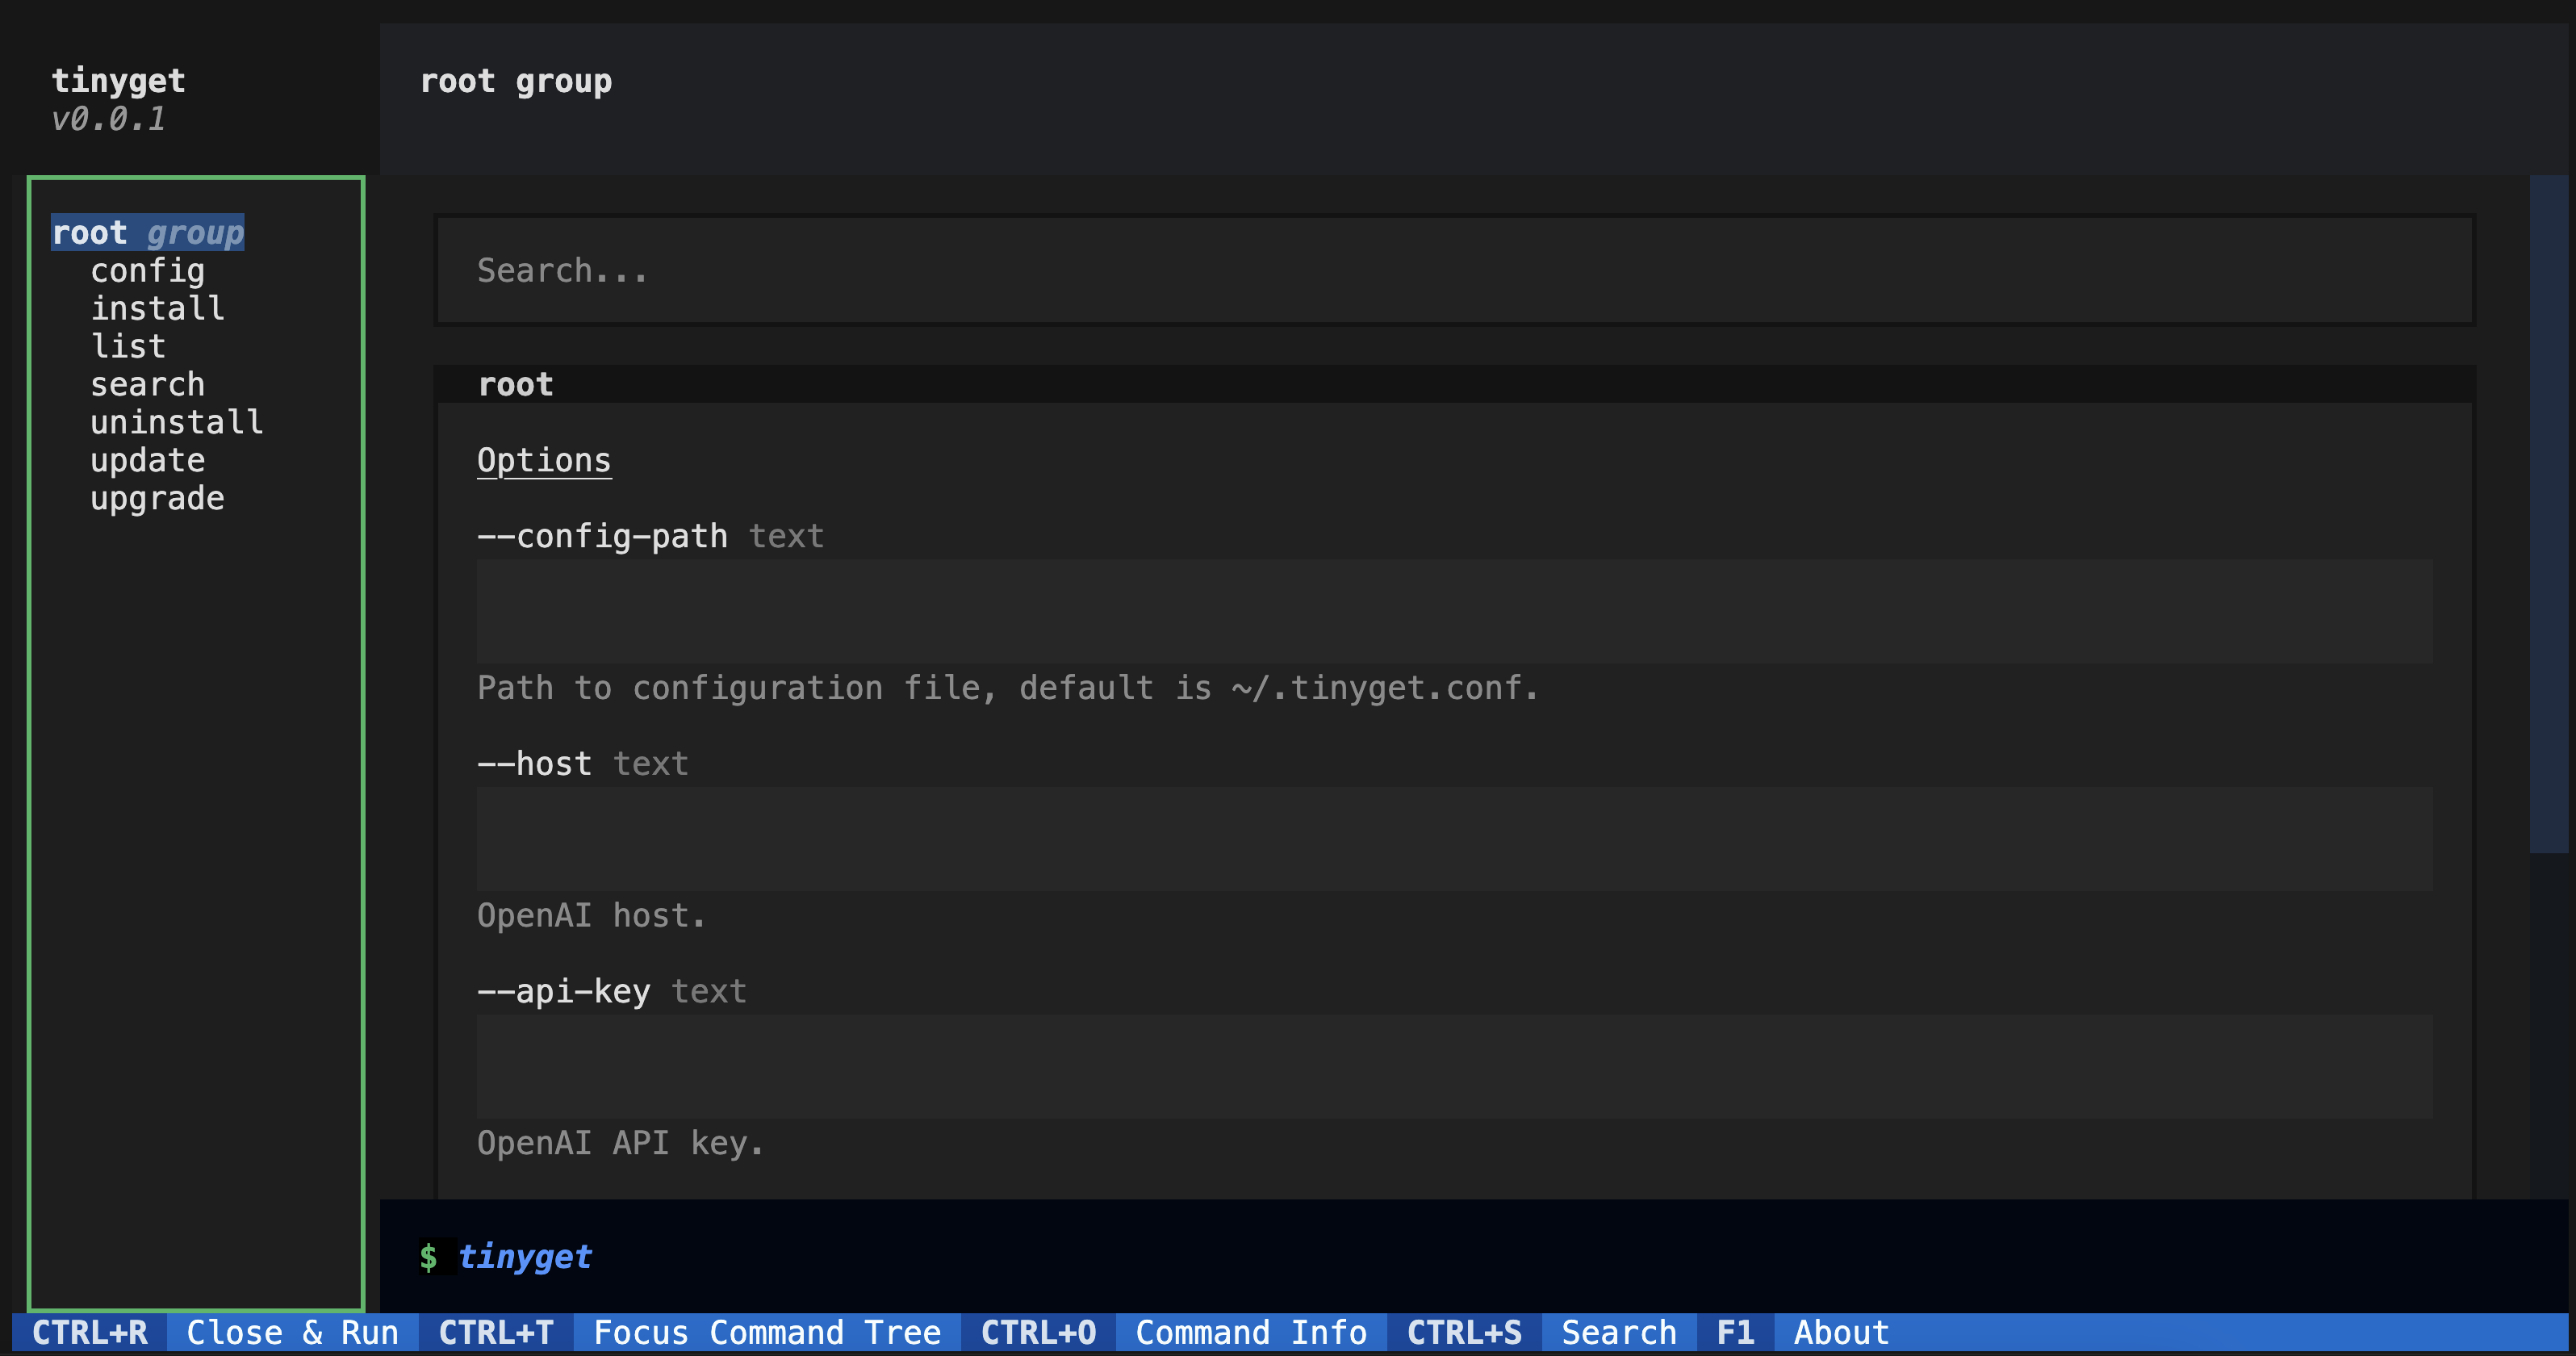 tinyget
v0.0.1
root group
root group
config
install
list
search
uninstall
update
upgrade
Search...
root
Options
--config-path text
Path to configuration file, default is ~/.tinyget.conf.
--host text
OpenAI host.
--api-key text
OpenAI API key.
$ tinyget
CTRL+R Close & Run CTRL+T Focus Command Tree CTRL+O Command Info CTRL+S Search F1 About